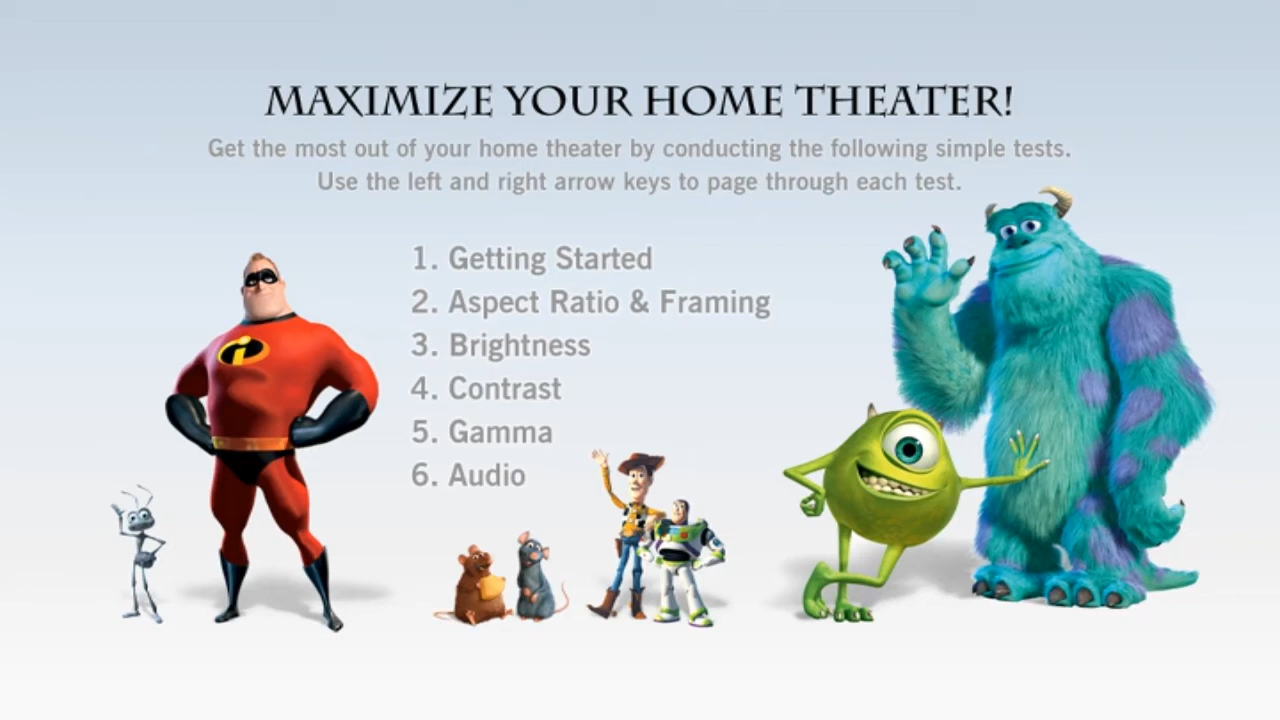 MAXIMIZE YOUR HOME THEATER!
Get the most out of your home theater by conducting the following simple tests.
Use the left and right arrow keys to page through each test.
1. Getting Started
2. Aspect Ratio & Framing
3. Brightness
4. Contrast
5. Gamma
6. Audio